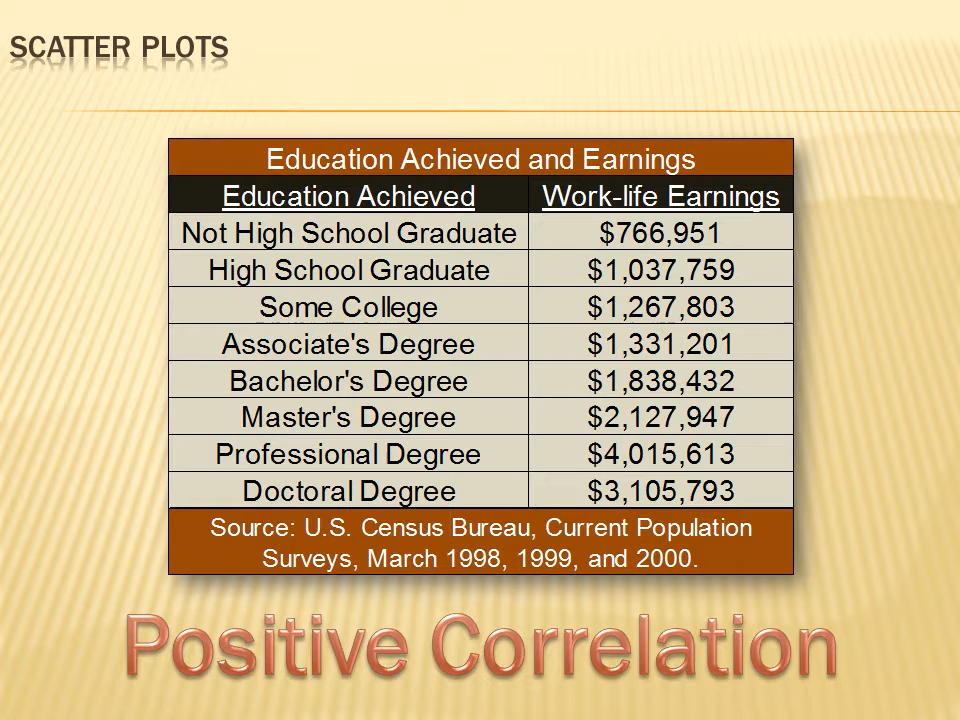 SCATTER PLOTS
Education Achieved and Earnings
Education Achieved Work-life Earnings
Not High School Graduate $766,951
High School Graduate $1,037,759
Some College $1,267,803
Associate's Degree $1,331,201
Bachelor's Degree $1,838,432
Master's Degree $2,127,947
Professional Degree $4,015,613
Doctoral Degree $3,105,793
Source: U.S. Census Bureau, Current Population
Surveys, March 1998, 1999, and 2000.
Positive Correlation